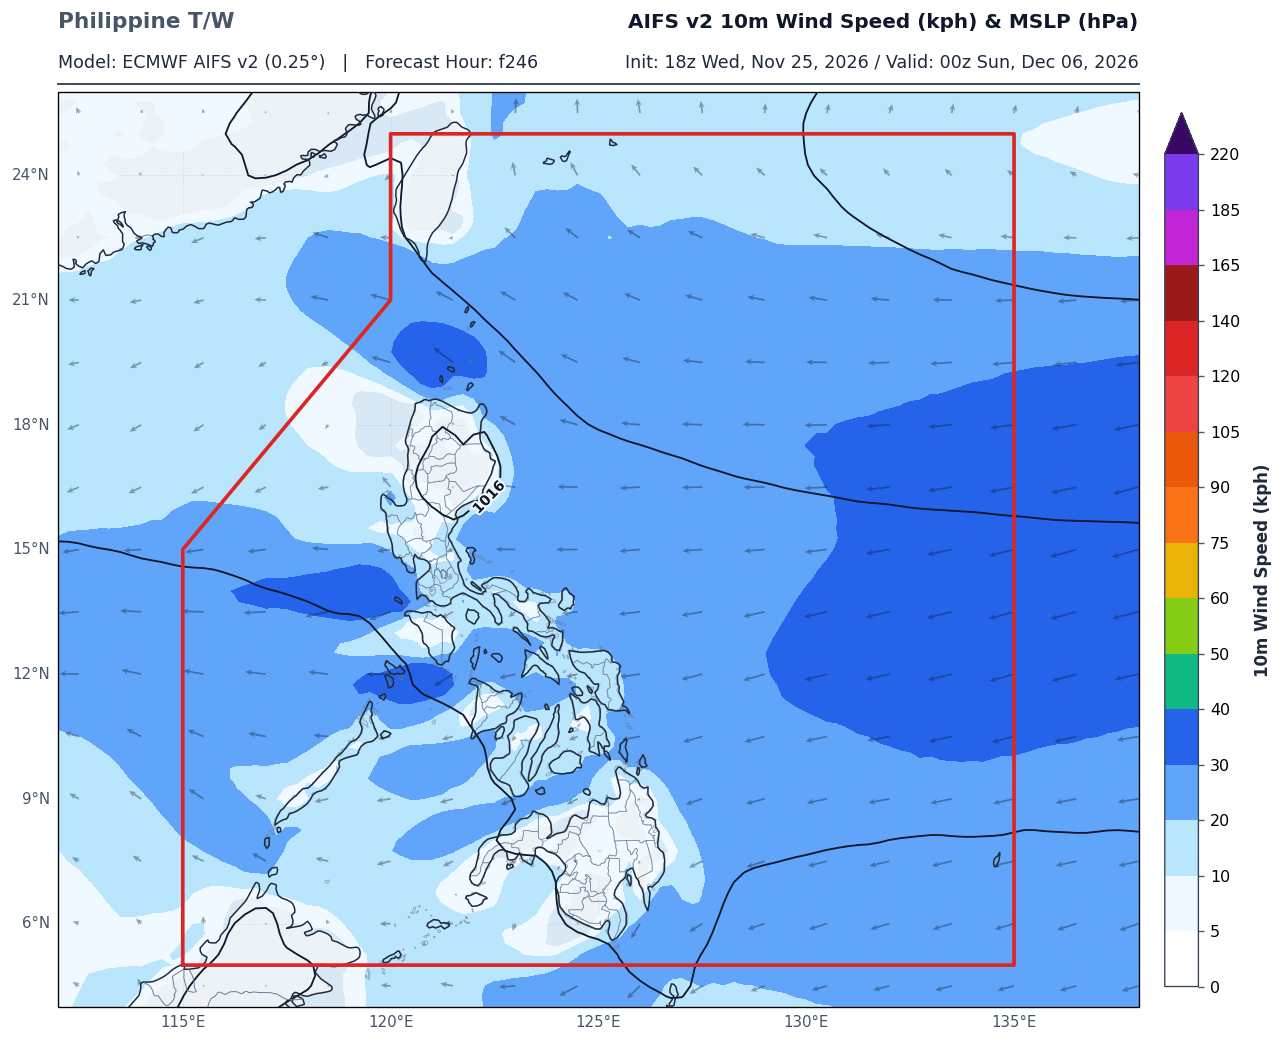 Philippine T/W
AIFS v2 10m Wind Speed (kph) & MSLP (hPa)
Model: ECMWF AIFS v2 (0.25°) | Forecast Hour: f246
Init: 18z Wed, Nov 25, 2026 / Valid: 00z Sun, Dec 06, 2026
24°N
21°N
18°N
15°N
12°N
9°N
6°N
115°E
120°E
125°E
130°E
135°E
1016
220
185
165
140
120
105
90
75
60
50
40
30
20
10
5
0
10m Wind Speed (kph)